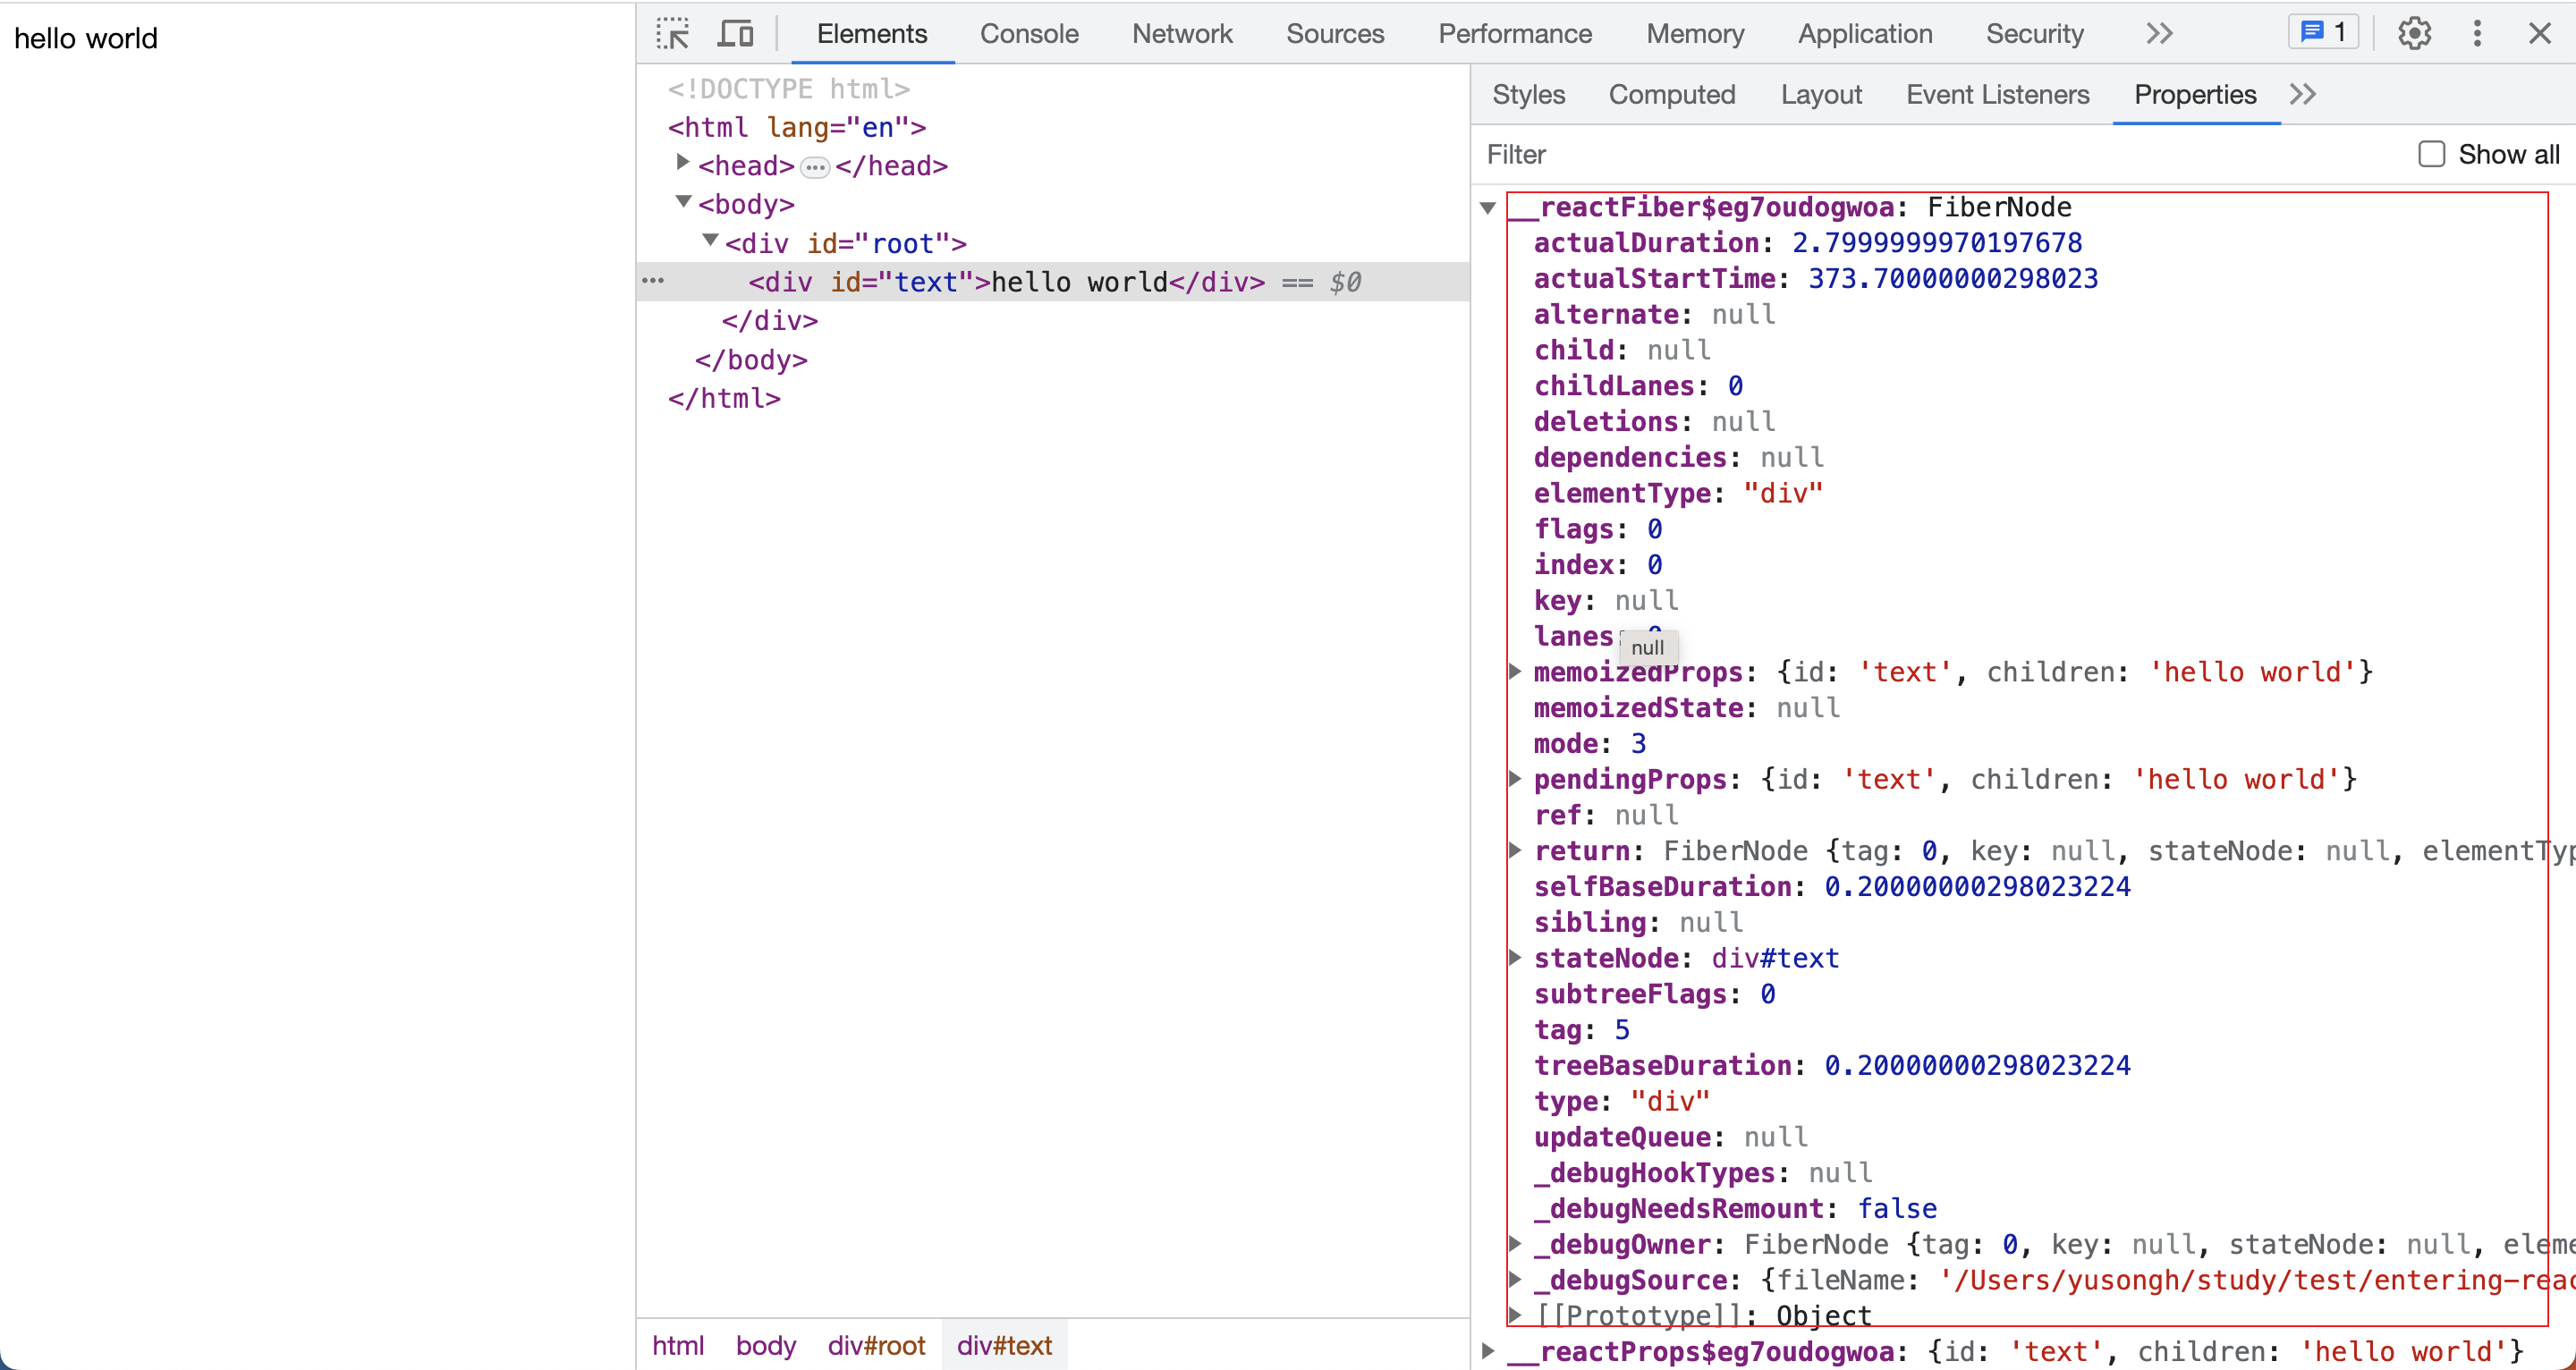 hello world
Elements Console Network Sources Performance Memory Application Security 1
<!DOCTYPE html>
<html lang="en">
<head> ••• </head>
<body>
<div id="root">
••• <div id="text">hello world</div> == $0
</div>
</body>
</html>
html body div#root div#text
Styles Computed Layout Event Listeners Properties
Filter Show all
__reactFiber$eg7oudogwoa: FiberNode
actualDuration: 2.7999999970197678
actualStartTime: 373.70000000298023
alternate: null
child: null
childLanes: 0
deletions: null
dependencies: null
elementType: "div"
flags: 0
index: 0
key: null
lanes:
null
memoizedProps: {id: 'text', children: 'hello world'}
memoizedState: null
mode: 3
pendingProps: {id: 'text', children: 'hello world'}
ref: null
return: FiberNode {tag: 0, key: null, stateNode: null, elementTyp
selfBaseDuration: 0.20000000298023224
sibling: null
stateNode: div#text
subtreeFlags: 0
tag: 5
treeBaseDuration: 0.20000000298023224
type: "div"
updateQueue: null
_debugHookTypes: null
_debugNeedsRemount: false
_debugOwner: FiberNode {tag: 0, key: null, stateNode: null, eleme
_debugSource: {fileName: '/Users/yusongh/study/test/entering-reac
[[Prototype]]: Object
__reactProps$eg7oudogwoa: {id: 'text', children: 'hello world'}